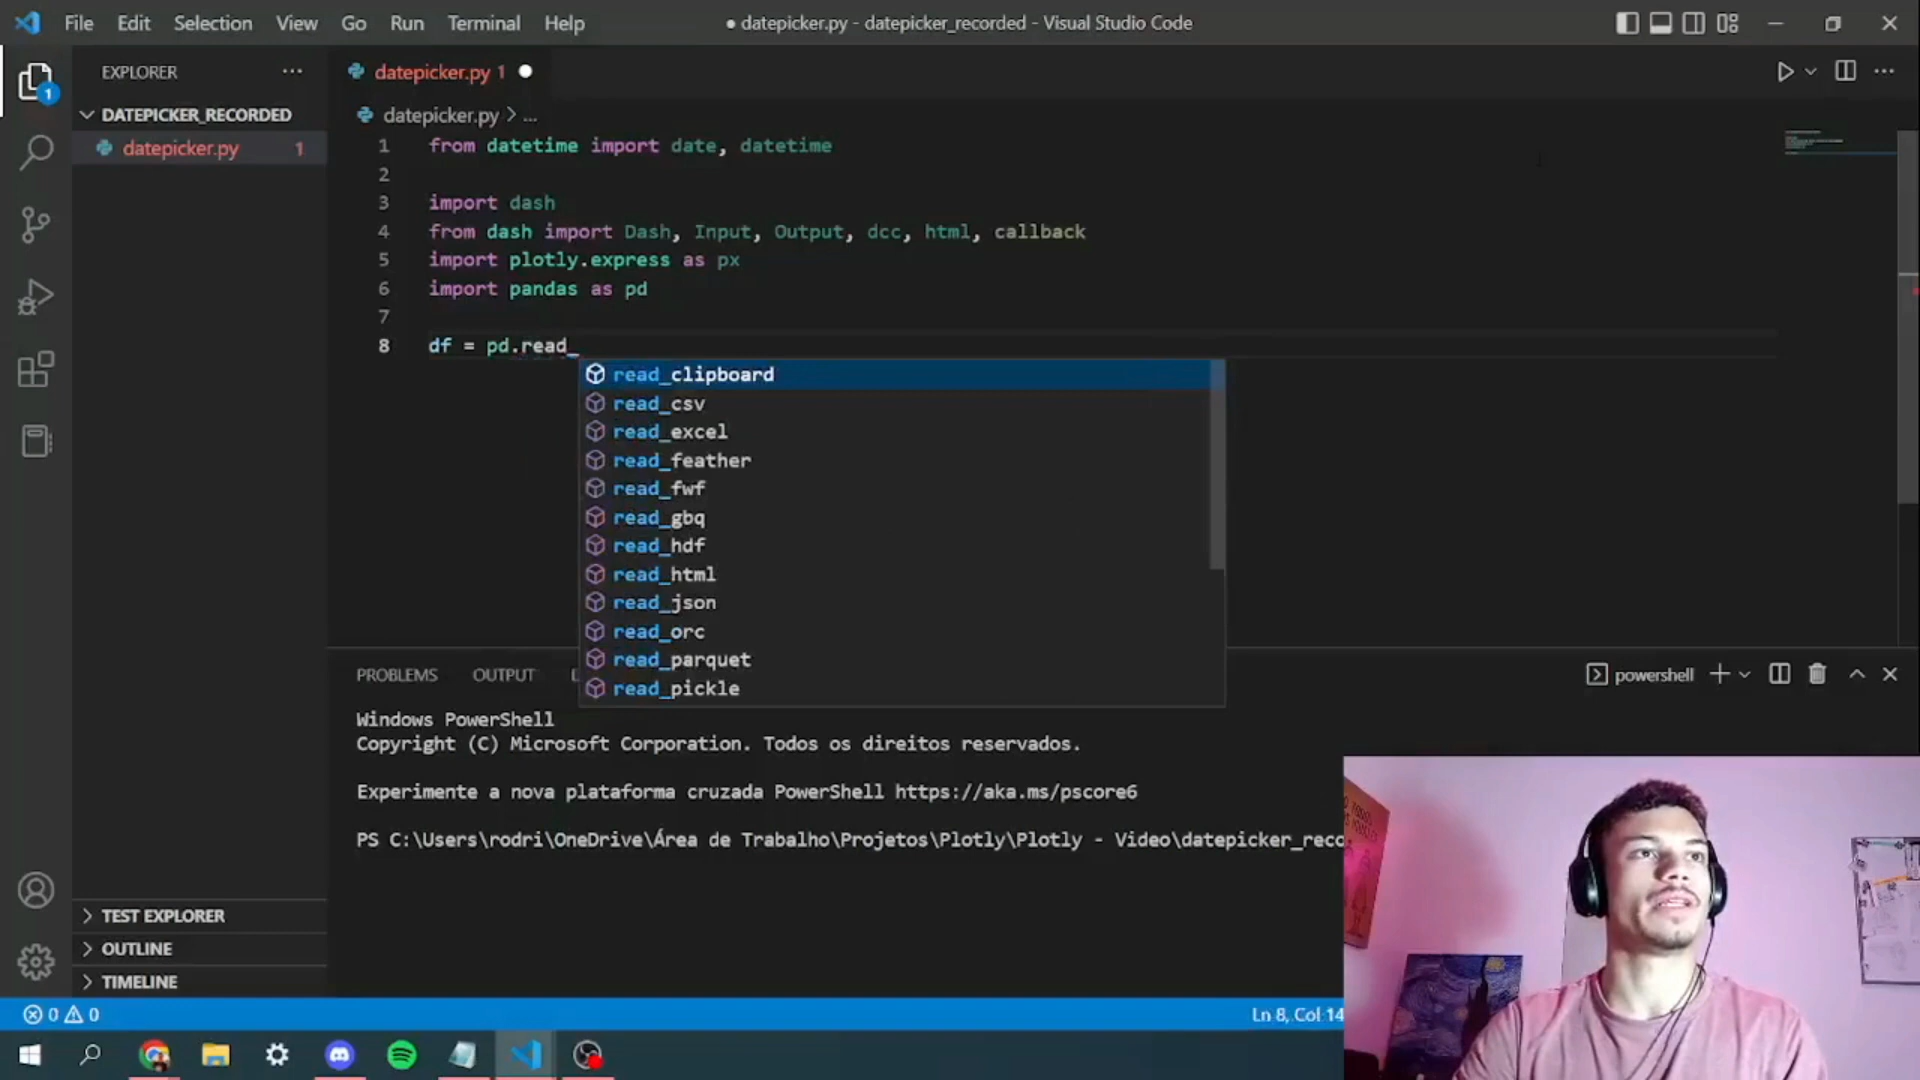 File Edit Selection View Go Run Terminal Help
● datepicker.py - datepicker_recorded - Visual Studio Code
EXPLORER
DATEPICKER_RECORDED
datepicker.py 1
1
TEST EXPLORER
OUTLINE
TIMELINE
datepicker.py 1
datepicker.py > ...
1 from datetime import date, datetime
2
3 import dash
4 from dash import Dash, Input, Output, dcc, html, callback
5 import plotly.express as px
6 import pandas as pd
7
8 df = pd.read_
read_clipboard
read_csv
read_excel
read_feather
read_fwf
read_gbq
read_hdf
read_html
read_json
read_orc
read_parquet
read_pickle
PROBLEMS OUTPUT
powershell
Windows PowerShell
Copyright (C) Microsoft Corporation. Todos os direitos reservados.
Experimente a nova plataforma cruzada PowerShell https://aka.ms/pscore6
PS C:\Users\rodri\OneDrive\Área de Trabalho\Projetos\Plotly\Plotly - Video\datepicker_reco
0 0
Ln 8, Col 14